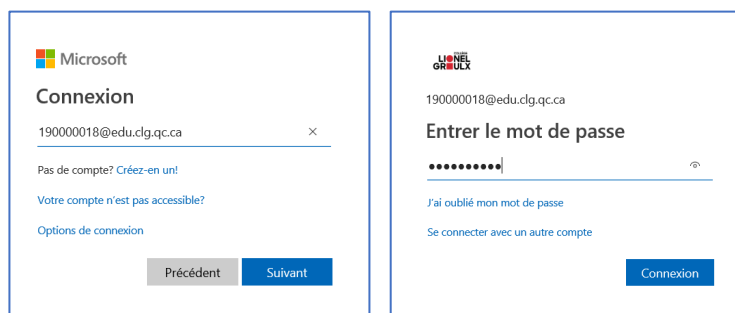 Microsoft
Connexion
190000018@edu.clg.qc.ca
Pas de compte? Créez-en un!
Votre compte n'est pas accessible?
Options de connexion
Précédent
Suivant
LIONEL
GROULX
190000018@edu.clg.qc.ca
Entrer le mot de passe
••••••••••
J'ai oublié mon mot de passe
Se connecter avec un autre compte
Connexion